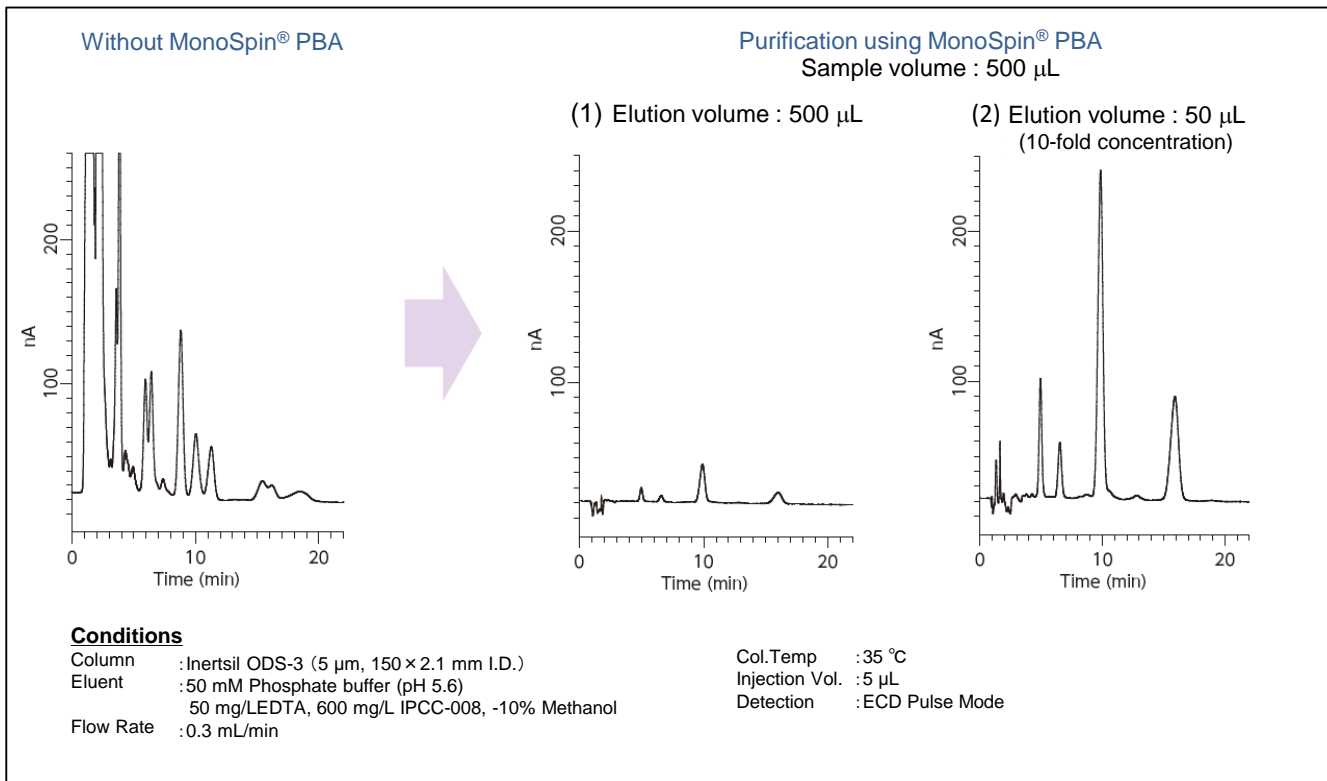 Without MonoSpin® PBA
Purification using MonoSpin® PBA
Sample volume : 500 μL
(1) Elution volume : 500 μL
(2) Elution volume : 50 μL
(10-fold concentration)
200
100
nA
0 10 20
Time (min)
200
100
nA
0 10 20
Time (min)
200
100
nA
0 10 20
Time (min)
Conditions
Column :Inertsil ODS-3 (5 μm, 150×2.1 mm I.D.)
Eluent :50 mM Phosphate buffer (pH 5.6)
50 mg/LEDTA, 600 mg/L IPCC-008, -10% Methanol
Flow Rate :0.3 mL/min
Col.Temp :35 ℃
Injection Vol. :5 μL
Detection :ECD Pulse Mode